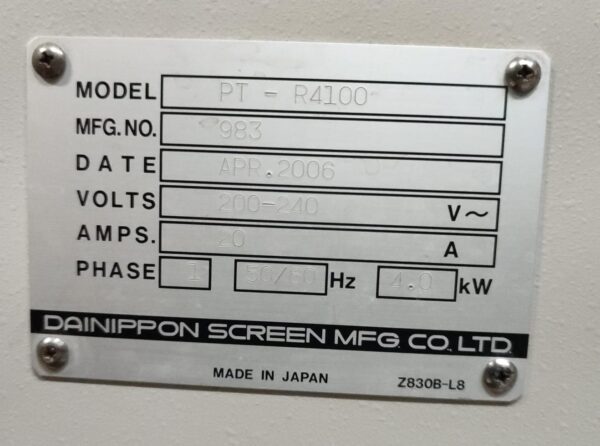 MODEL PT - R4100
MFG.NO. 983
DATE APR.2006
VOLTS 200-240 V~
AMPS. 20 A
PHASE 1 50/60 Hz 4.0 kW
DAINIPPON SCREEN MFG. CO., LTD.
MADE IN JAPAN Z830B-L8